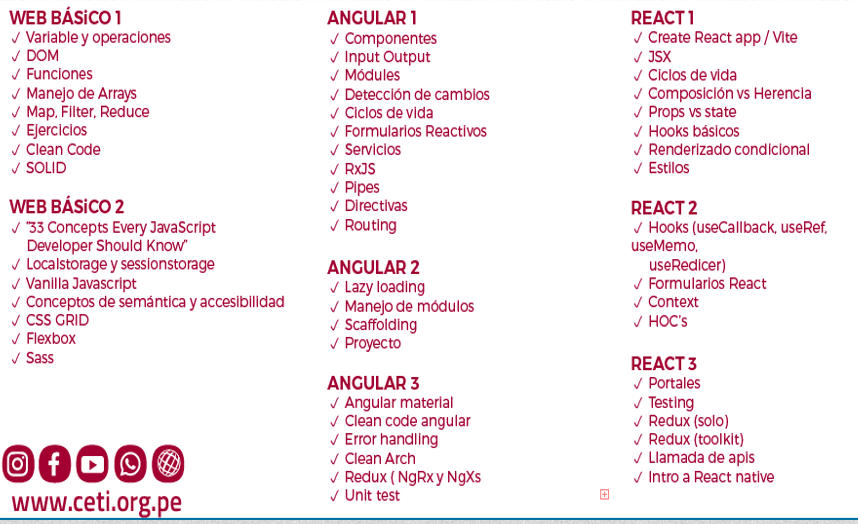 WEB BÁSiCO 1
✓ Variable y operaciones
✓ DOM
✓ Funciones
✓ Manejo de Arrays
✓ Map, Filter, Reduce
✓ Ejercicios
✓ Clean Code
✓ SOLID
WEB BÁSiCO 2
✓ "33 Concepts Every JavaScript
Developer Should Know"
✓ Localstorage y sessionstorage
✓ Vanilla Javascript
✓ Conceptos de semántica y accesibilidad
✓ CSS GRID
✓ Flexbox
✓ Sass
www.ceti.org.pe
ANGULAR 1
✓ Componentes
✓ Input Output
✓ Módules
✓ Detección de cambios
✓ Ciclos de vida
✓ Formularios Reactivos
✓ Servicios
✓ RxJS
✓ Pipes
✓ Directivas
✓ Routing
ANGULAR 2
✓ Lazy loading
✓ Manejo de módulos
✓ Scaffolding
✓ Proyecto
ANGULAR 3
✓ Angular material
✓ Clean code angular
✓ Error handling
✓ Clean Arch
✓ Redux ( NgRx y NgXs
✓ Unit test
REACT 1
✓ Create React app / Vite
✓ JSX
✓ Ciclos de vida
✓ Composición vs Herencia
✓ Props vs state
✓ Hooks básicos
✓ Renderizado condicional
✓ Estilos
REACT 2
✓ Hooks (useCallback, useRef,
useMemo,
useRedicer)
✓ Formularios React
✓ Context
✓ HOC's
REACT 3
✓ Portales
✓ Testing
✓ Redux (solo)
✓ Redux (toolkit)
✓ Llamada de apis
✓ Intro a React native